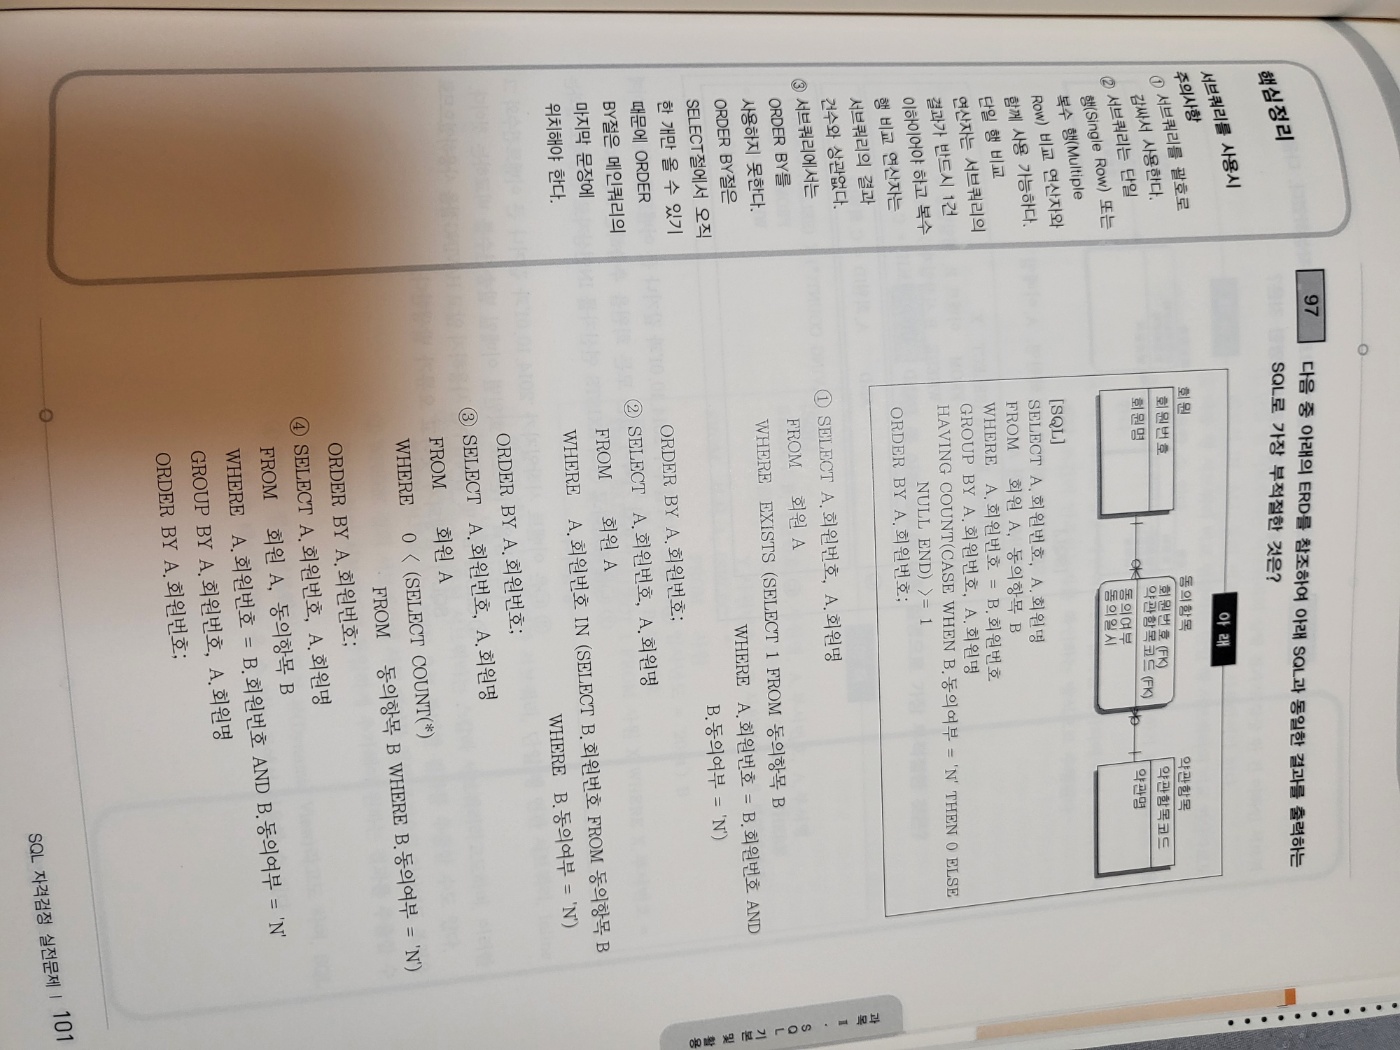 핵심정리
서브쿼리를 사용시
주의사항
① 서브쿼리를 괄호로
감싸서 사용한다.
② 서브쿼리는 단일
행(Single Row) 또는
복수 행(Multiple
Row) 비교 연산자와
함께 사용 가능하다.
단일 행 비교
연산자는 서브쿼리의
결과가 반드시 1건
이하이어야 하고 복수
행 비교 연산자는
서브쿼리의 결과
건수와 상관없다.
③ 서브쿼리에서는
ORDER BY를
사용하지 못한다.
ORDER BY절은
SELECT절에서 오직
한 개만 올 수 있기
때문에 ORDER
BY절은 메인쿼리의
마지막 문장에
위치해야 한다.
97 다음 중 아래의 ERD를 참조하여 아래 SQL과 동일한 결과를 출력하는
SQL로 가장 부적절한 것은?
아 래
회원
회원번호
회원명
동의항목
회원번호 (FK)
약관항목코드 (FK)
동의여부
동의일시
약관항목
약관항목코드
약관명
[SQL]
SELECT A.회원번호, A.회원명
FROM 회원 A, 동의항목 B
WHERE A.회원번호 = B.회원번호
GROUP BY A.회원번호, A.회원명
HAVING COUNT(CASE WHEN B.동의여부 = 'N' THEN 0 ELSE
NULL END) >= 1
ORDER BY A.회원번호;
① SELECT A.회원번호, A.회원명
FROM 회원 A
WHERE EXISTS (SELECT 1 FROM 동의항목 B
WHERE A.회원번호 = B.회원번호 AND
B.동의여부 = 'N')
ORDER BY A.회원번호;
② SELECT A.회원번호, A.회원명
FROM 회원 A
WHERE A.회원번호 IN (SELECT B.회원번호 FROM 동의항목 B
WHERE B.동의여부 = 'N')
ORDER BY A.회원번호;
③ SELECT A.회원번호, A.회원명
FROM 회원 A
WHERE 0 < (SELECT COUNT(*)
FROM 동의항목 B WHERE B.동의여부 = 'N')
ORDER BY A.회원번호;
④ SELECT A.회원번호, A.회원명
FROM 회원 A, 동의항목 B
WHERE A.회원번호 = B.회원번호 AND B.동의여부 = 'N'
GROUP BY A.회원번호, A.회원명
ORDER BY A.회원번호;
과목 Ⅱ · SQL 기본 및 활용
SQL 자격검정 실전문제 | 101